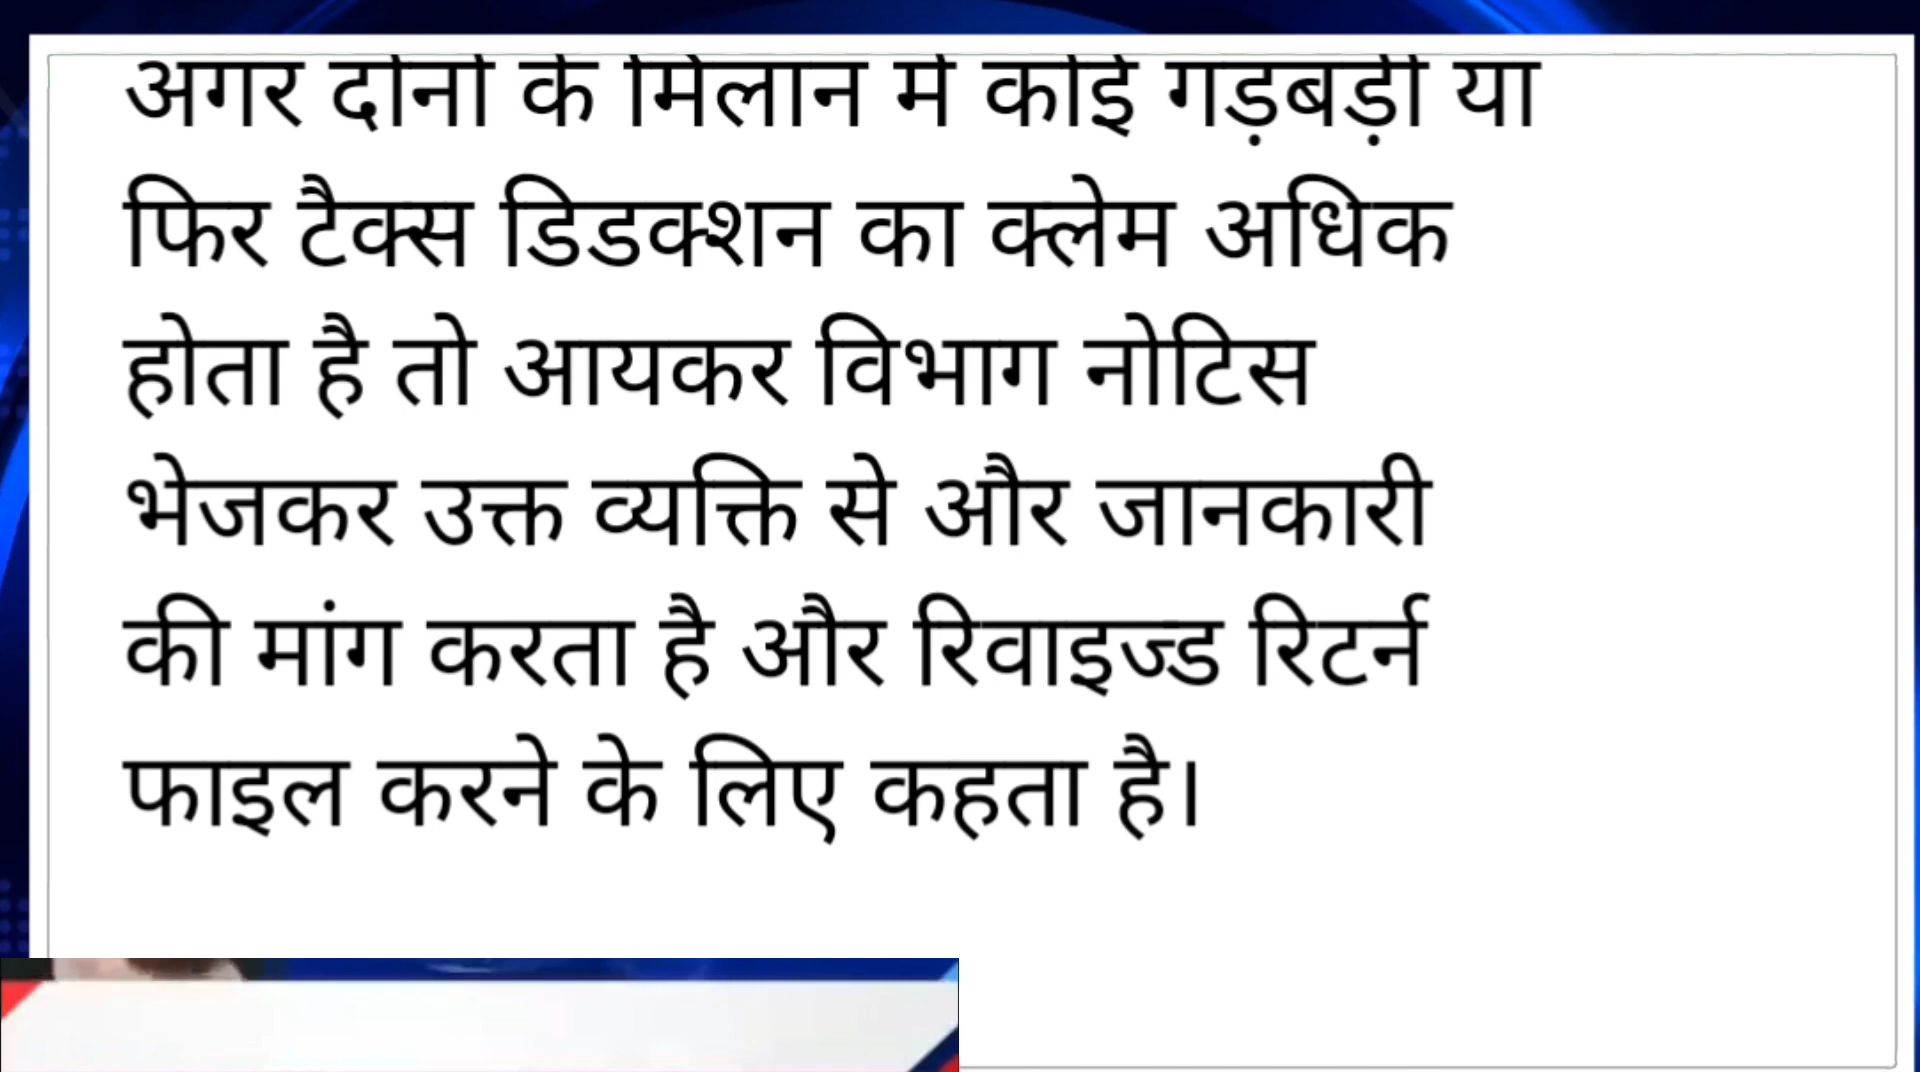 अगर दोनों के मिलान में कोई गड़बड़ी या
फिर टैक्स डिडक्शन का क्लेम अधिक
होता है तो आयकर विभाग नोटिस
भेजकर उक्त व्यक्ति से और जानकारी
की मांग करता है और रिवाइज्ड रिटर्न
फाइल करने के लिए कहता है।